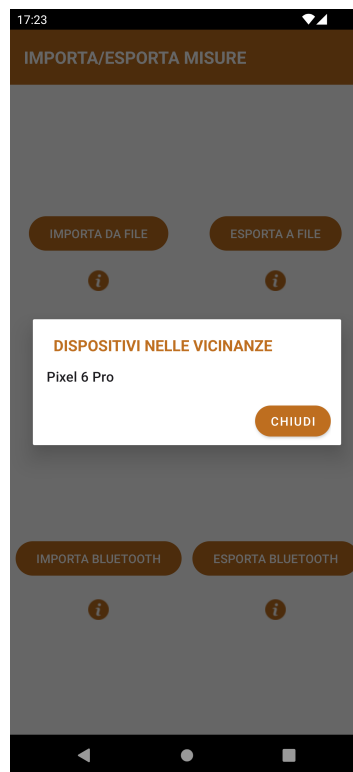 17:23
IMPORTA/ESPORTA MISURE
IMPORTA DA FILE
ESPORTA A FILE
i
i
DISPOSITIVI NELLE VICINANZE
Pixel 6 Pro
CHIUDI
IMPORTA BLUETOOTH
ESPORTA BLUETOOTH
i
i